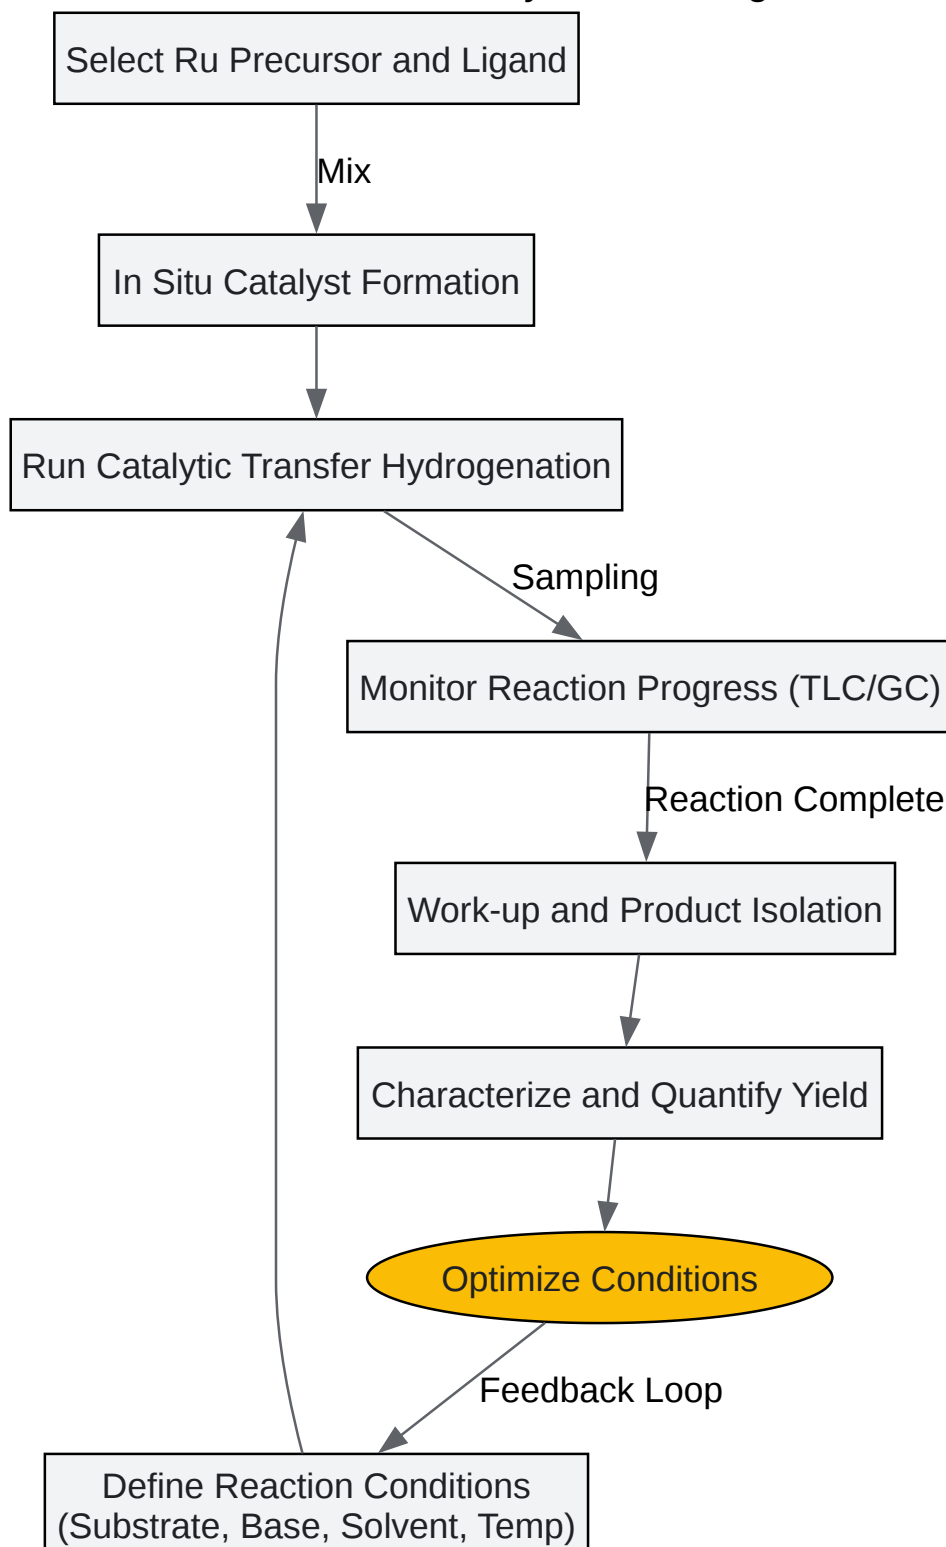 Select Ru Precursor and Ligand
Mix
In Situ Catalyst Formation
Run Catalytic Transfer Hydrogenation
Sampling
Monitor Reaction Progress (TLC/GC)
Reaction Complete
Work-up and Product Isolation
Characterize and Quantify Yield
Optimize Conditions
Feedback Loop
Define Reaction Conditions
(Substrate, Base, Solvent, Temp)